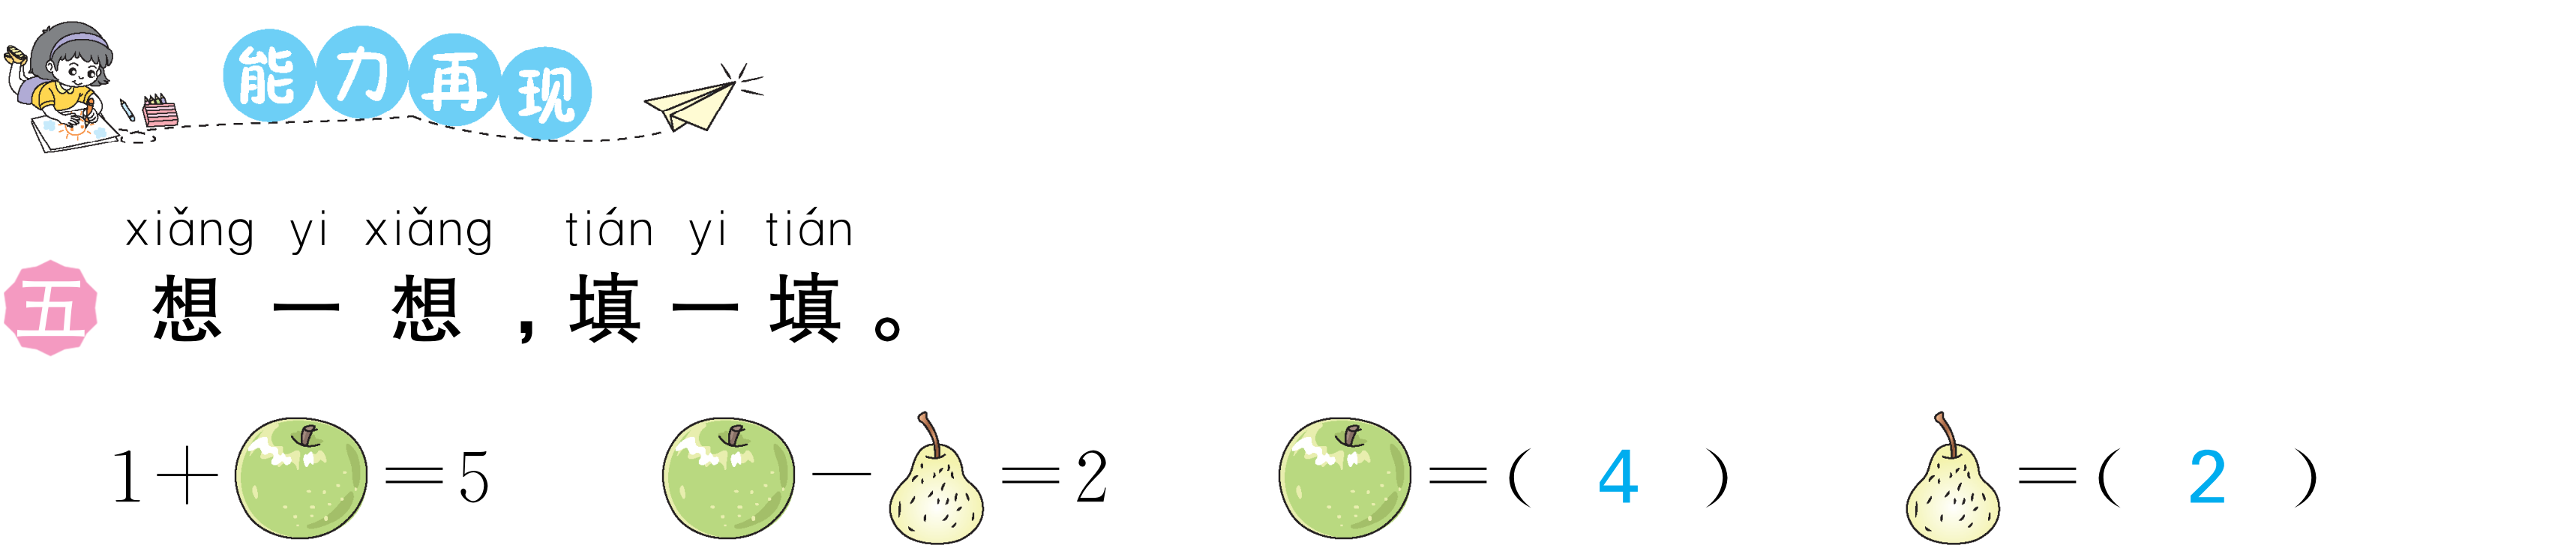 能力再现
xiǎng yi xiǎng tián yi tián
五 想一想,填一填。
1+ =5 - =2 =( 4 ) =( 2 )